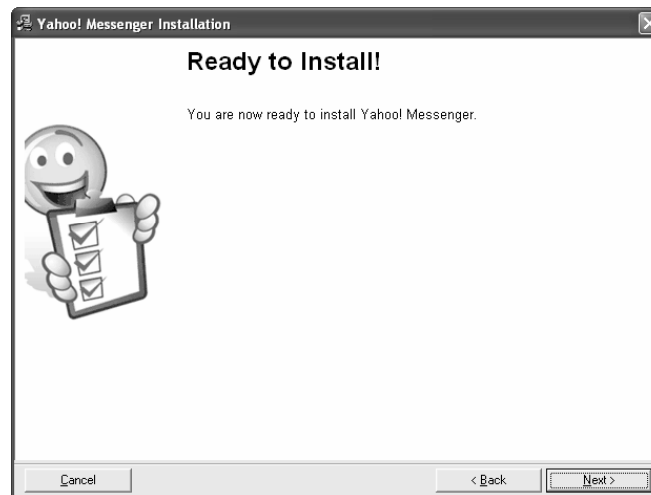 Yahoo! Messenger Installation
Ready to Install!
You are now ready to install Yahoo! Messenger.
Cancel
< Back
Next >